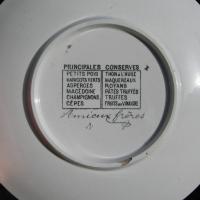 PRINCIPALES CONSERVES
PETITS POIS
HARICOTS VERTS
ASPERGES
MACEDOINE
CHAMPIGNONS
CÈPES
THON À L'HUILE
MAQUEREAUX
ROYANS
PÂTÉS TRUFFÉS
TRUFFES
FRUITS AU VINAIGRE
Amieux frères
N P